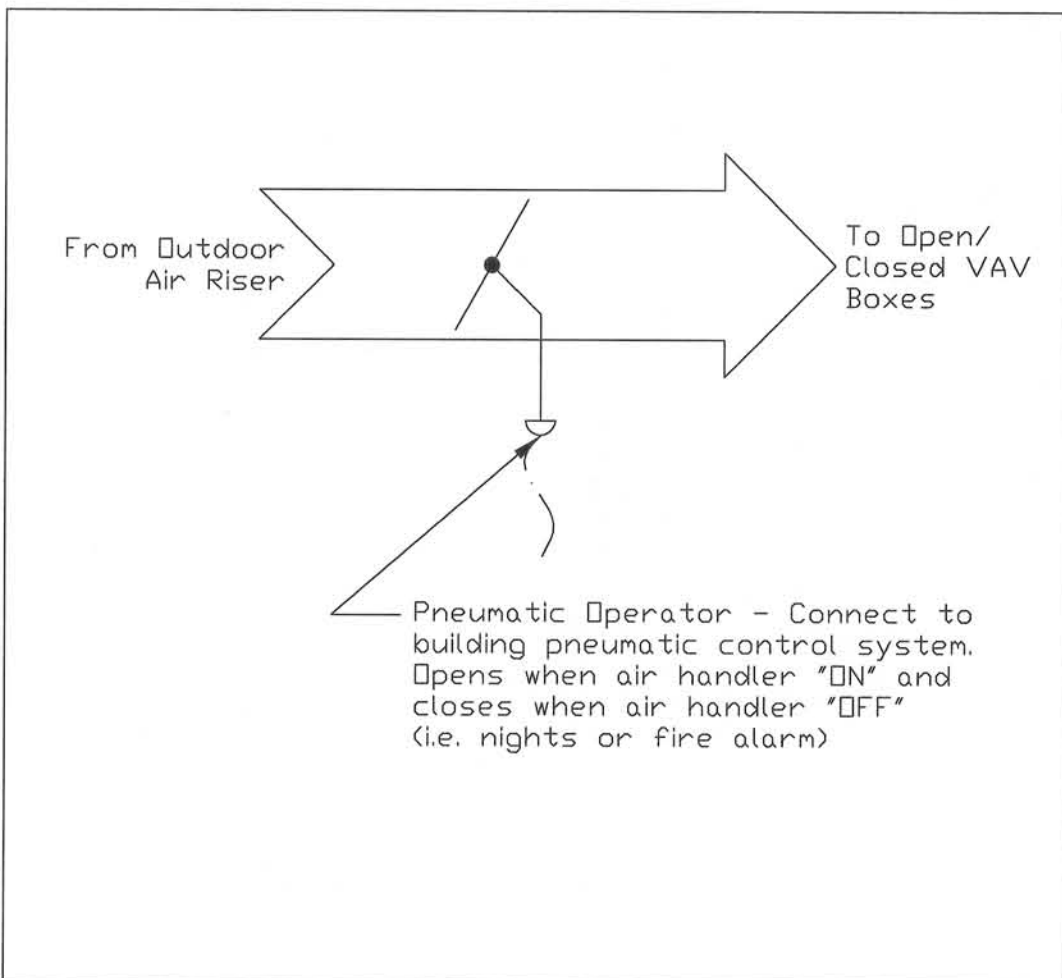 From Outdoor
Air Riser
To Open/
Closed VAV
Boxes
Pneumatic Operator - Connect to
building pneumatic control system.
Opens when air handler "ON" and
closes when air handler "OFF"
(i.e. nights or fire alarm)